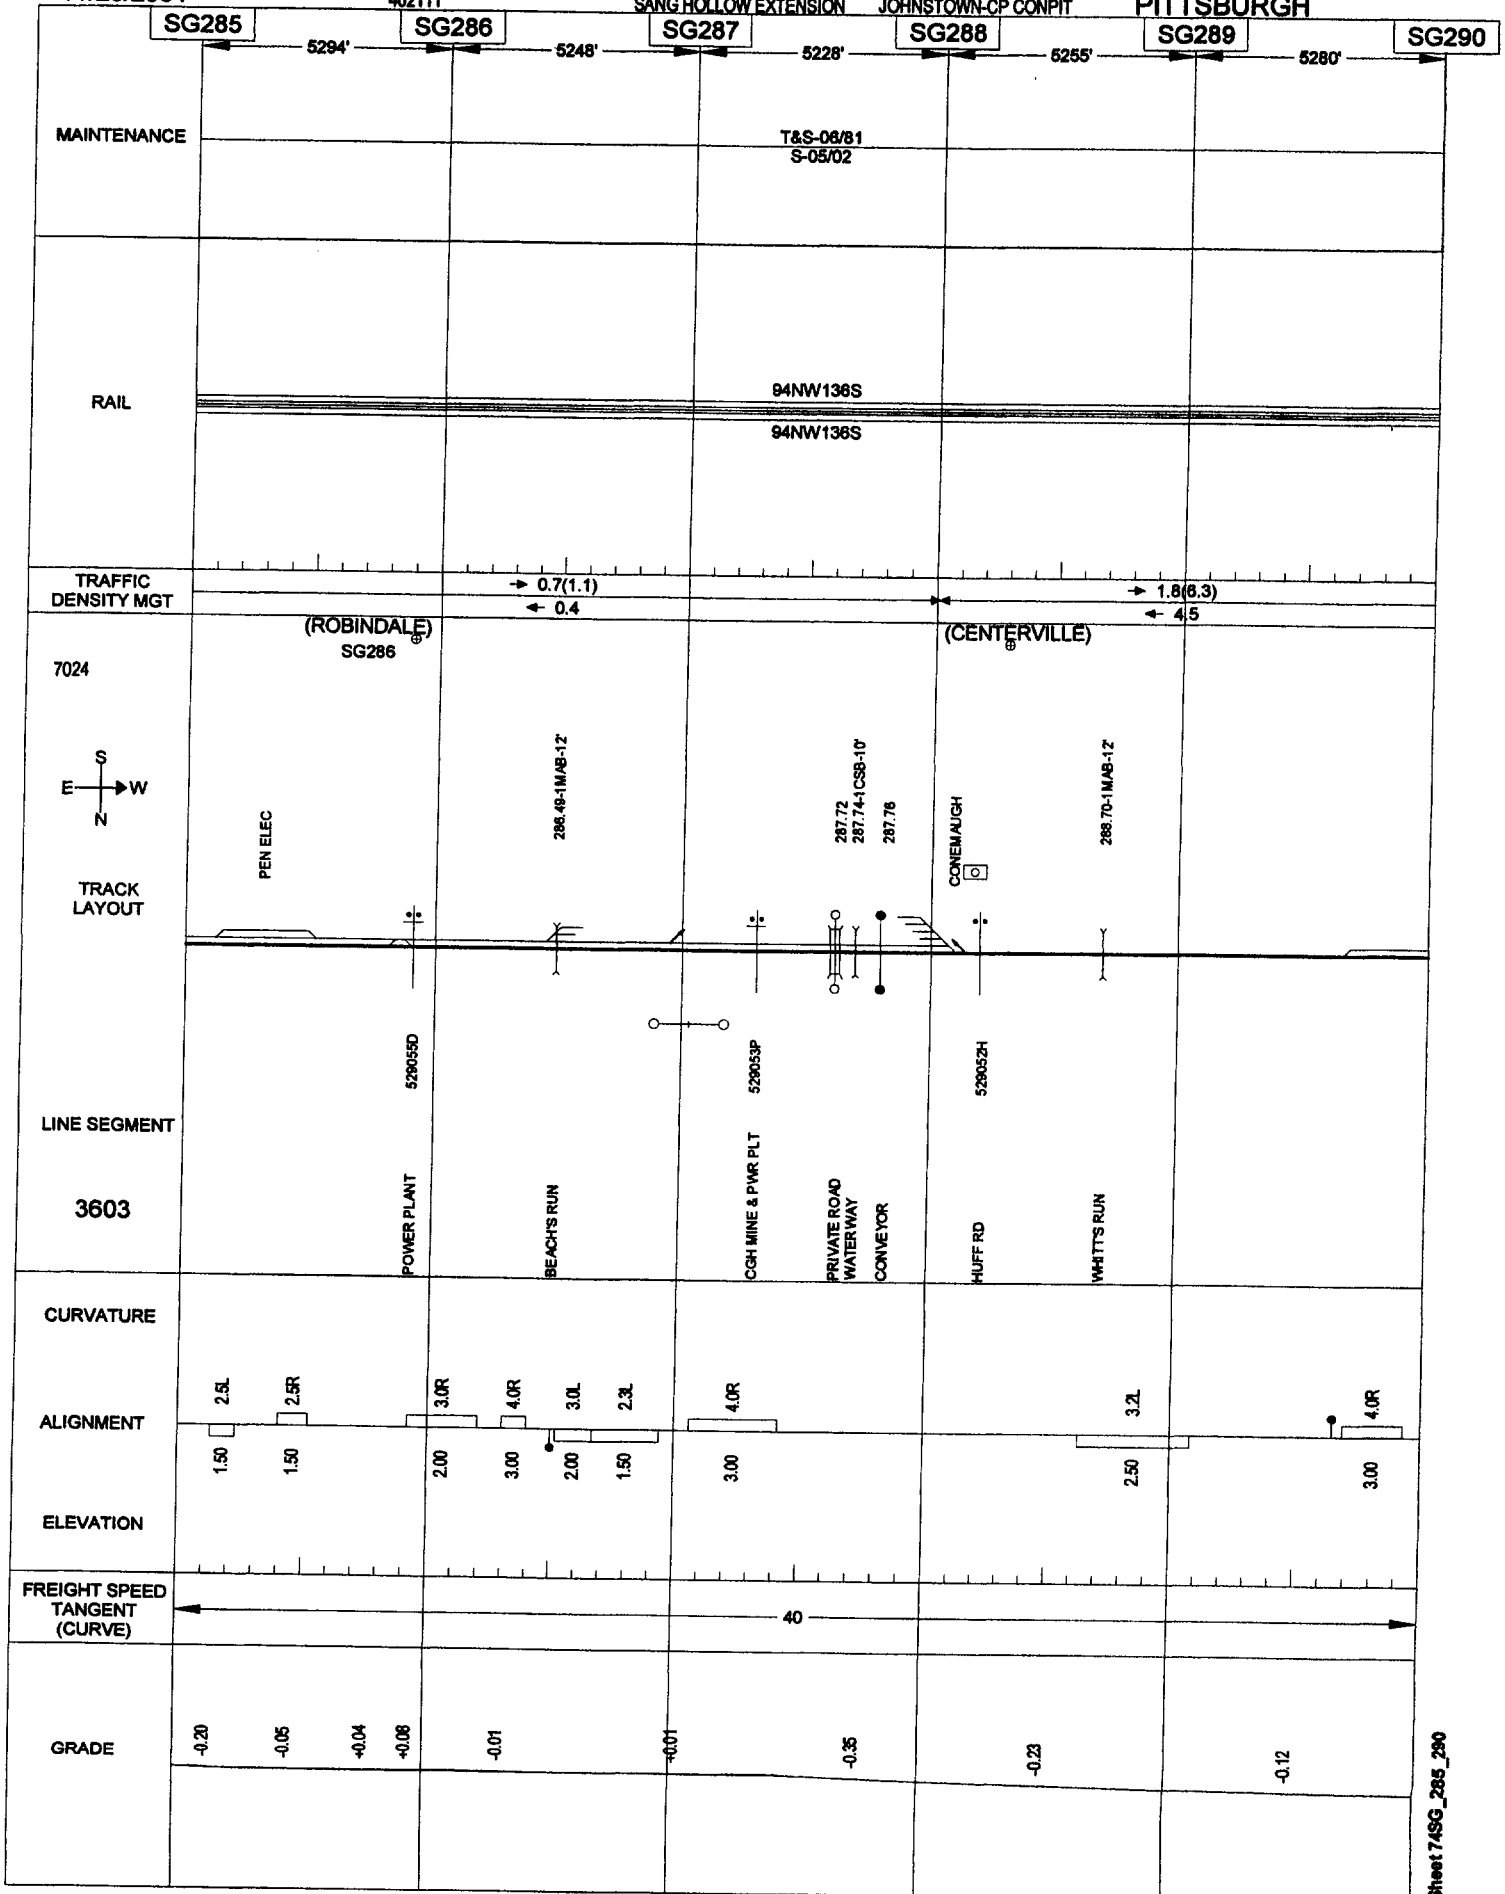 402111
SANG HOLLOW EXTENSION JOHNSTOWN-CP CONPIT PITTSBURGH
SG285 SG286 SG287 SG288 SG289 SG290
5294' 5248' 5228' 5255' 5280'
MAINTENANCE
T&S-06/81
S-05/02
RAIL
94NW136S
94NW136S
TRAFFIC
DENSITY MGT
0.7(1.1)
0.4
1.8(6.3)
4.5
(ROBINDALE)
SG286
(CENTERVILLE)
7024
S
E W
N
TRACK
LAYOUT
PEN ELEC
286.49-1MAB-12'
287.72
287.74-1CSB-10'
287.76
CONEMAUGH
288.70-1MAB-12'
529055D
529053P
529052H
LINE SEGMENT
3603
POWER PLANT
BEACH'S RUN
CGH MINE & PWR PLT
PRIVATE ROAD
WATERWAY
CONVEYOR
HUFF RD
WHITT'S RUN
CURVATURE
ALIGNMENT
2.5L 2.5R 3.0R 4.0R 3.0L 2.3L 4.0R 3.2L 4.0R
1.50 1.50 2.00 3.00 2.00 1.50 3.00 2.50 3.00
ELEVATION
FREIGHT SPEED
TANGENT
(CURVE)
40
GRADE
-0.20 -0.05 +0.04 +0.08 -0.01 +0.01 -0.35 -0.23 -0.12
Sheet 74SG_285_290